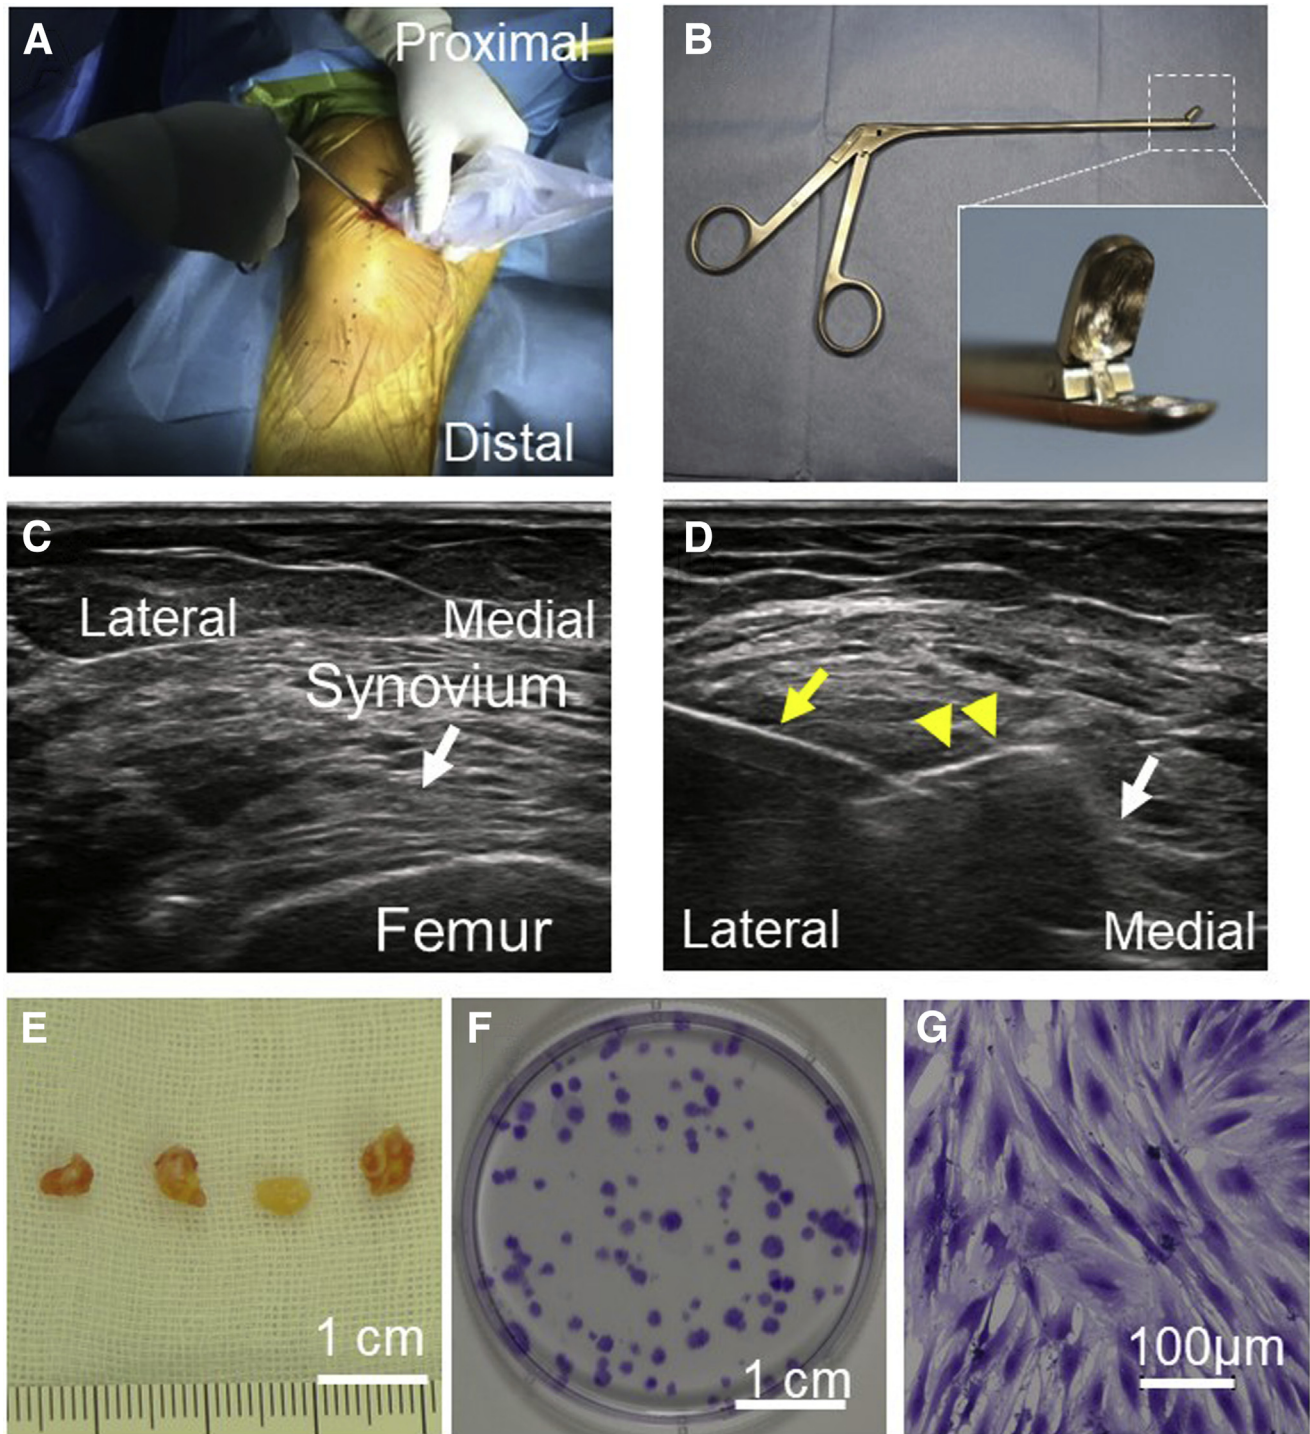 A
Proximal
Distal
B
C
Lateral
Medial
Synovium
Femur
D
Lateral
Medial
E
1 cm
F
1 cm
G
100μm